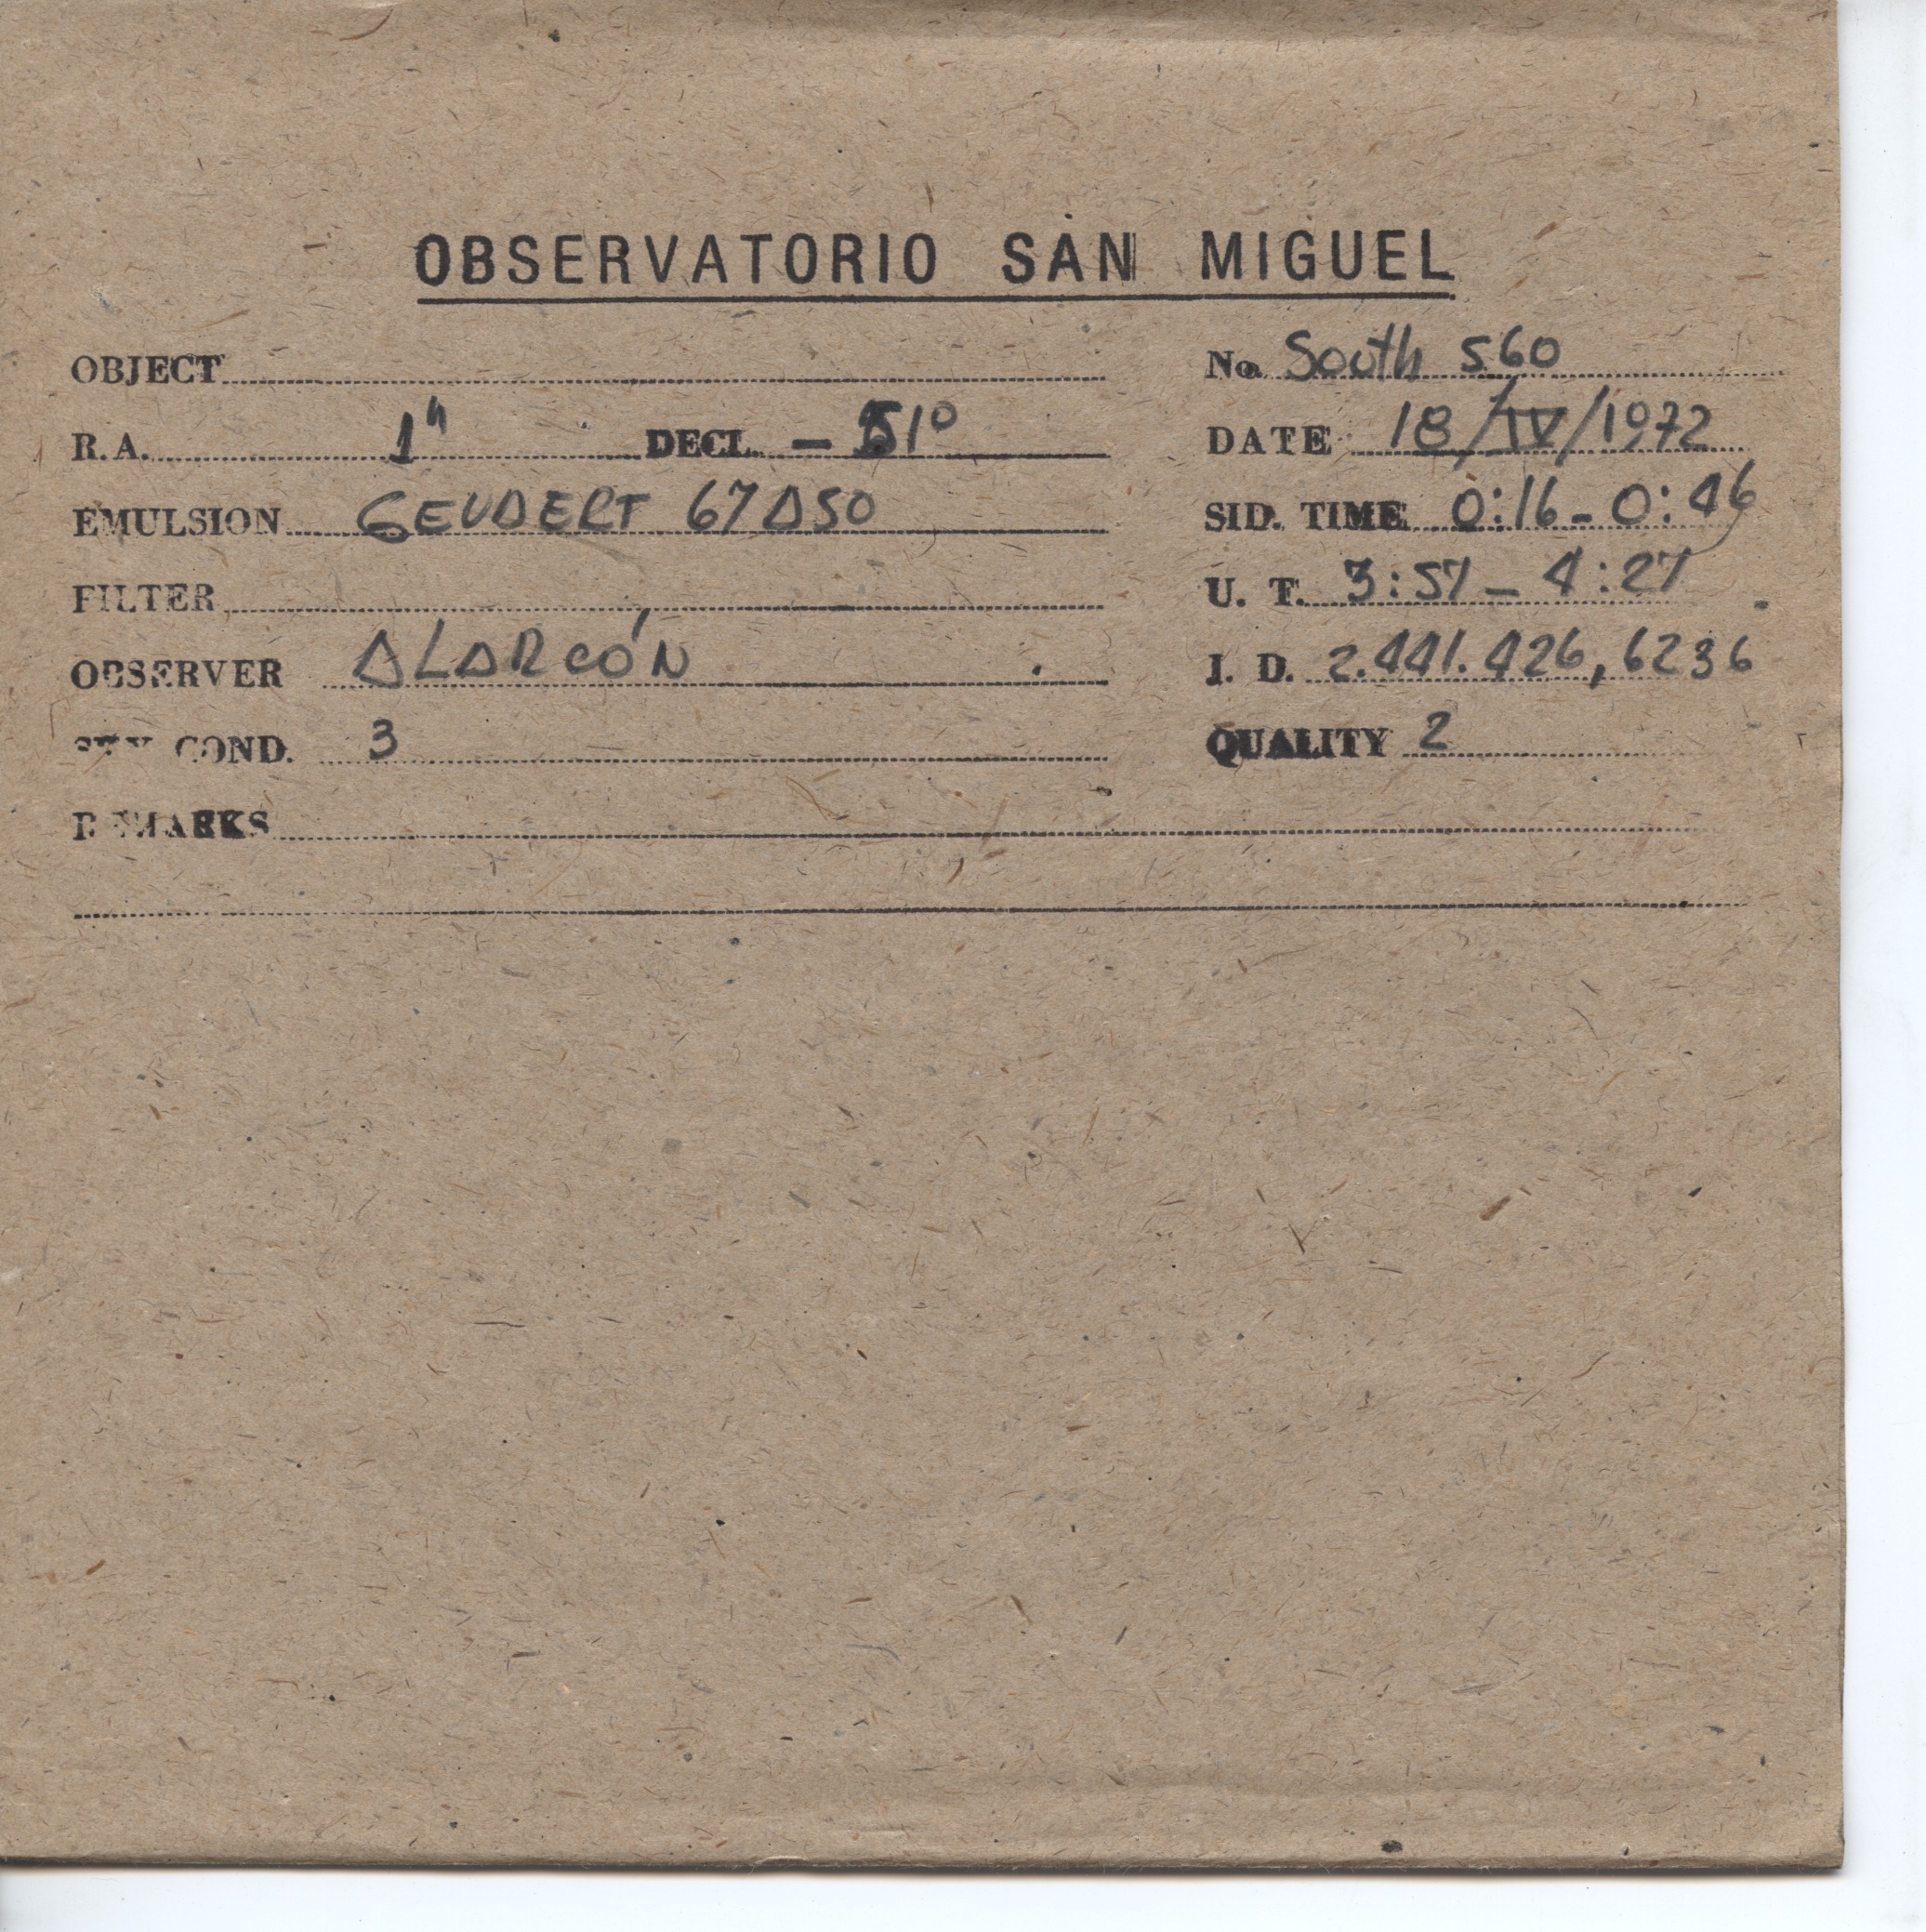 OBSERVATORIO SAN MIGUEL
OBJECT No. South 560
R.A. 1h DECL. – 51° DATE 18/IV/1972
EMULSION GEVAERT 67A50 SID. TIME 0:16 – 0:46
FILTER U. T. 3:57 – 4:27
OBSERVER ALARCÓN J. D. 2.441.426,6236
SKY COND. 3 QUALITY 2
REMARKS